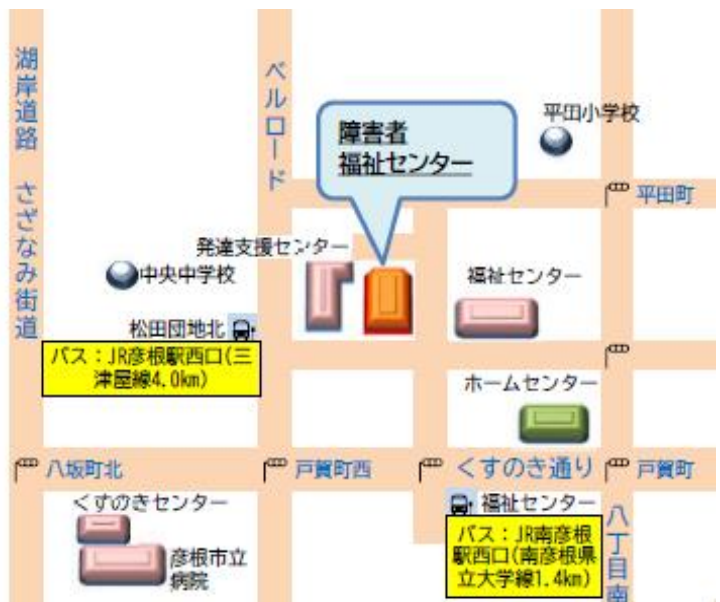 湖岸道路 さざなみ街道
ベルロード
平田小学校
障害者
福祉センター
平田町
発達支援センター
中央中学校
福祉センター
松田団地北
バス：JR彦根駅西口(三
津屋線4.0km)
ホームセンター
八坂町北
戸賀町西
くすのき通り
戸賀町
くすのきセンター
福祉センター
彦根市立
病院
バス：JR南彦根
駅西口(南彦根県
立大学線1.4km)
八丁目南